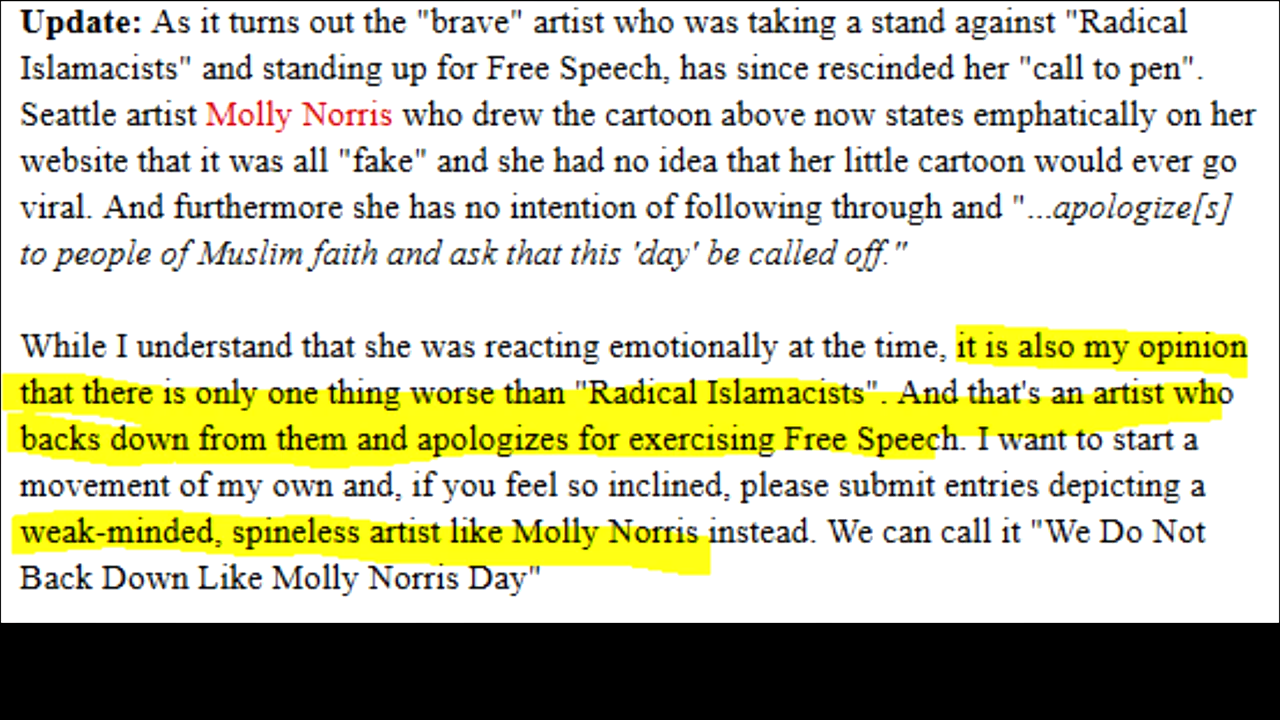 Update: As it turns out the "brave" artist who was taking a stand against "Radical
Islamacists" and standing up for Free Speech, has since rescinded her "call to pen".
Seattle artist Molly Norris who drew the cartoon above now states emphatically on her
website that it was all "fake" and she had no idea that her little cartoon would ever go
viral. And furthermore she has no intention of following through and "...apologize[s]
to people of Muslim faith and ask that this 'day' be called off."
While I understand that she was reacting emotionally at the time, it is also my opinion
that there is only one thing worse than "Radical Islamacists" . And that's an artist who
backs down from them and apologizes for exercising Free Speech. I want to start a
movement of my own and, if you feel so inclined, please submit entries depicting a
weak-minded, spineless artist like Molly Norris instead. We can call it "We Do Not
Back Down Like Molly Norris Day"